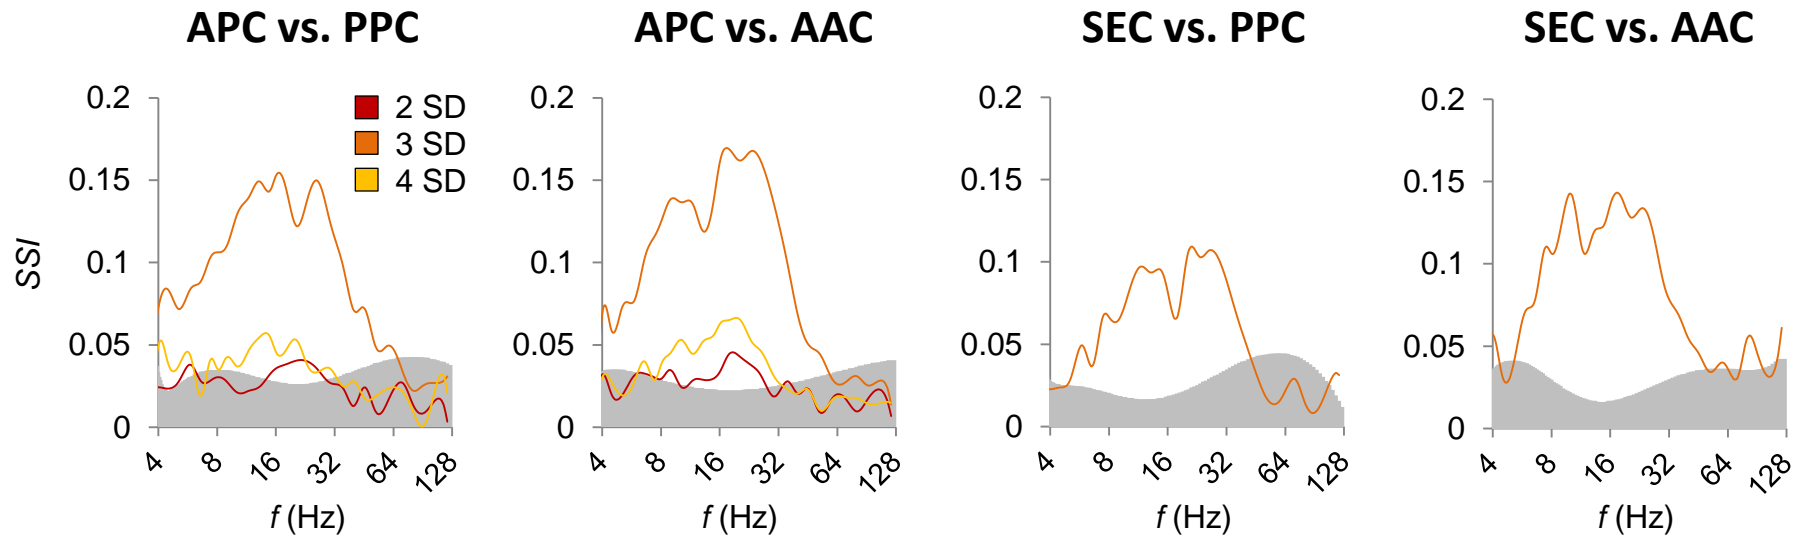 APC vs. PPC
APC vs. AAC
SEC vs. PPC
SEC vs. AAC
SSI
0.2
0.15
0.1
0.05
0
2 SD
3 SD
4 SD
4 8 16 32 64 128
f (Hz)
0.2
0.15
0.1
0.05
0
4 8 16 32 64 128
f (Hz)
0.2
0.15
0.1
0.05
0
4 8 16 32 64 128
f (Hz)
0.2
0.15
0.1
0.05
0
4 8 16 32 64 128
f (Hz)